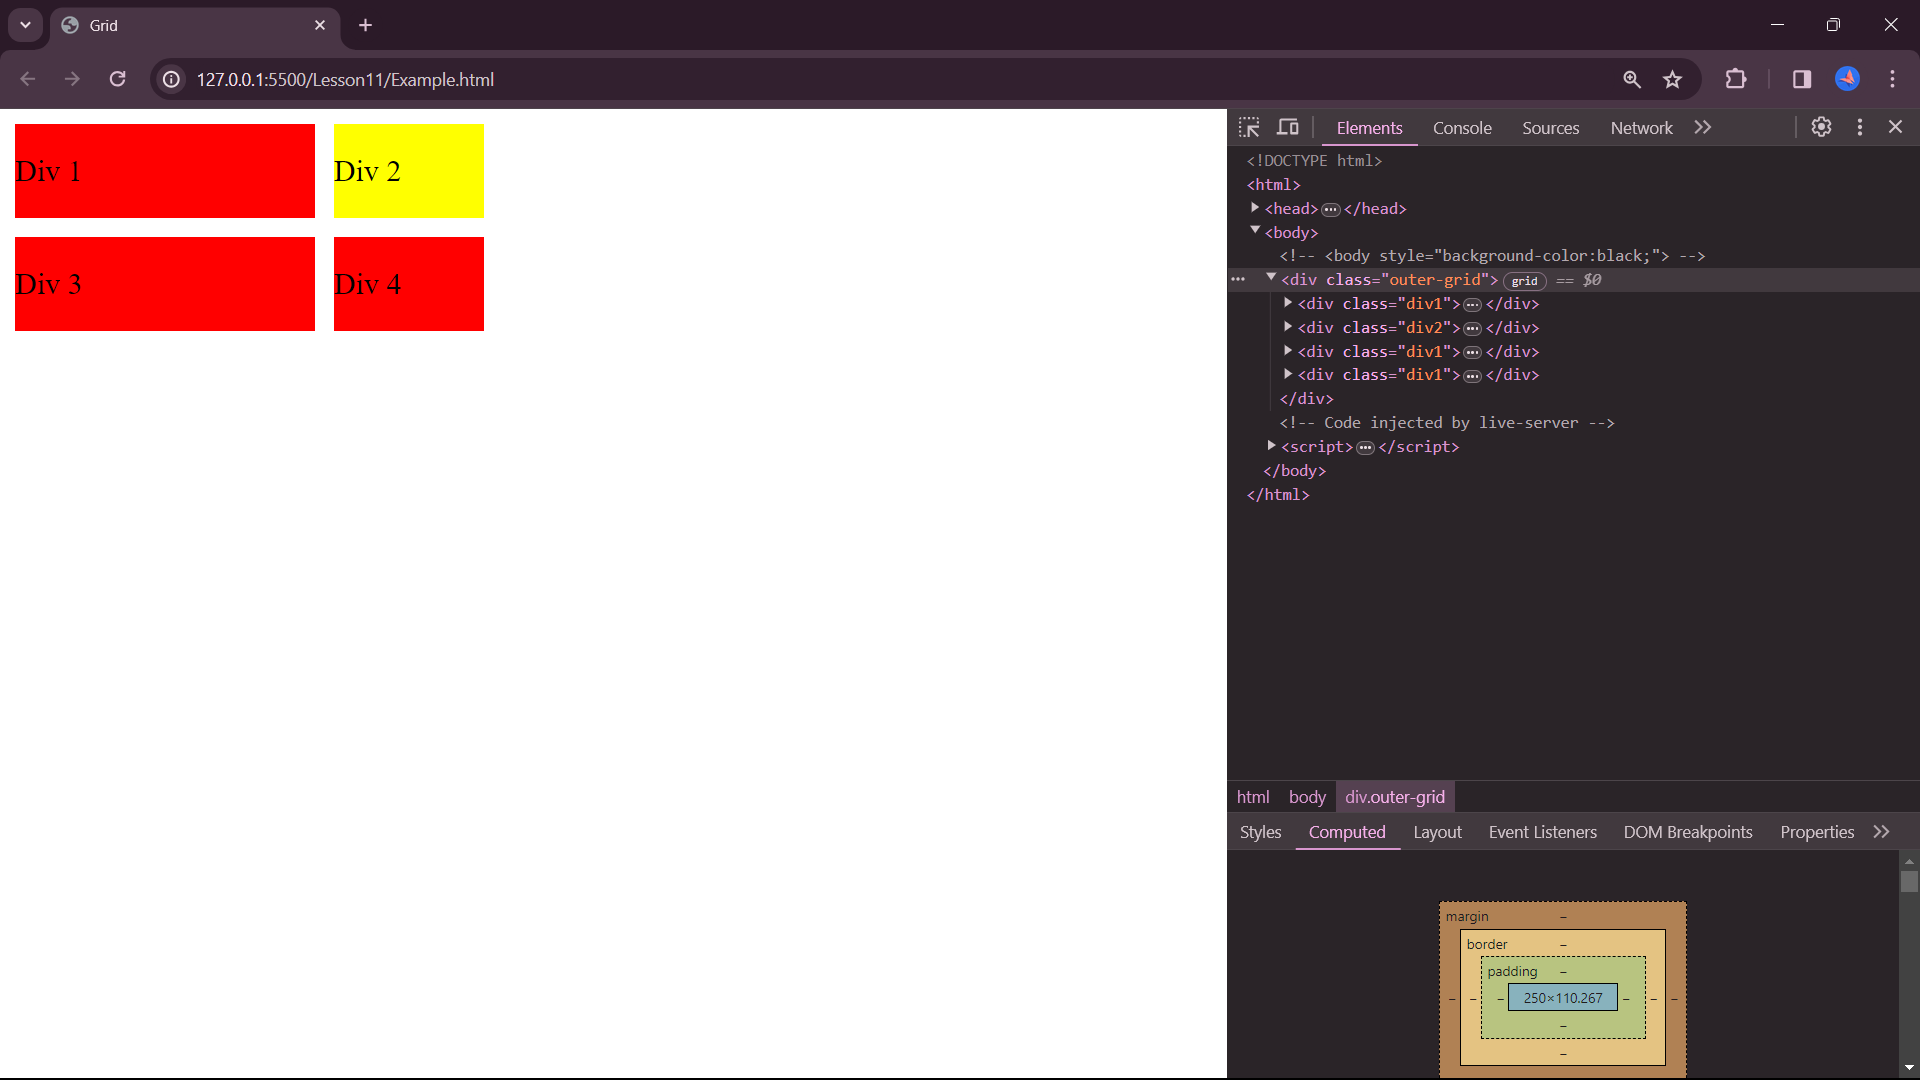 Grid
127.0.0.1:5500/Lesson11/Example.html
Div 1
Div 2
Div 3
Div 4
Elements Console Sources Network
<!DOCTYPE html>
<html>
<head>…</head>
<body>
<!-- <body style="background-color:black;"> -->
<div class="outer-grid"> grid == $0
<div class="div1">…</div>
<div class="div2">…</div>
<div class="div1">…</div>
<div class="div1">…</div>
</div>
<!-- Code injected by live-server -->
<script>…</script>
</body>
</html>
html body div.outer-grid
Styles Computed Layout Event Listeners DOM Breakpoints Properties
margin –
border –
padding –
– – – 250×110.267 – – –
–
–